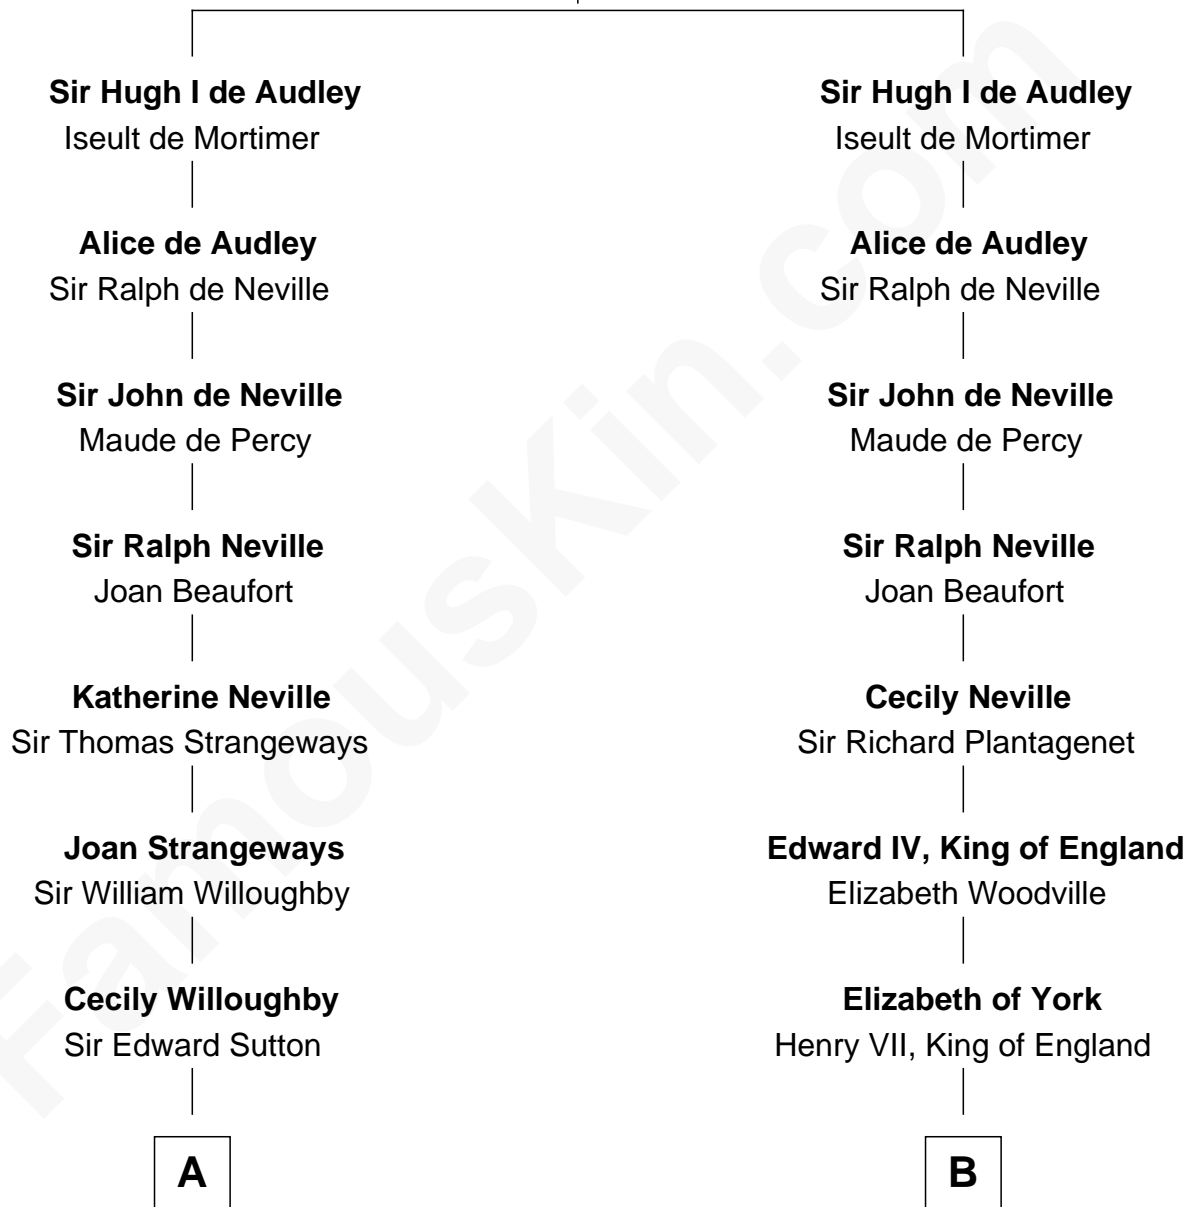 Sir Hugh I de Audley
Iseult de Mortimer
Alice de Audley
Sir Ralph de Neville
Sir John de Neville
Maude de Percy
Sir Ralph Neville
Joan Beaufort
Katherine Neville
Sir Thomas Strangeways
Joan Strangeways
Sir William Willoughby
Cecily Willoughby
Sir Edward Sutton
A
Sir Hugh I de Audley
Iseult de Mortimer
Alice de Audley
Sir Ralph de Neville
Sir John de Neville
Maude de Percy
Sir Ralph Neville
Joan Beaufort
Cecily Neville
Sir Richard Plantagenet
Edward IV, King of England
Elizabeth Woodville
Elizabeth of York
Henry VII, King of England
B
FamousKin.com